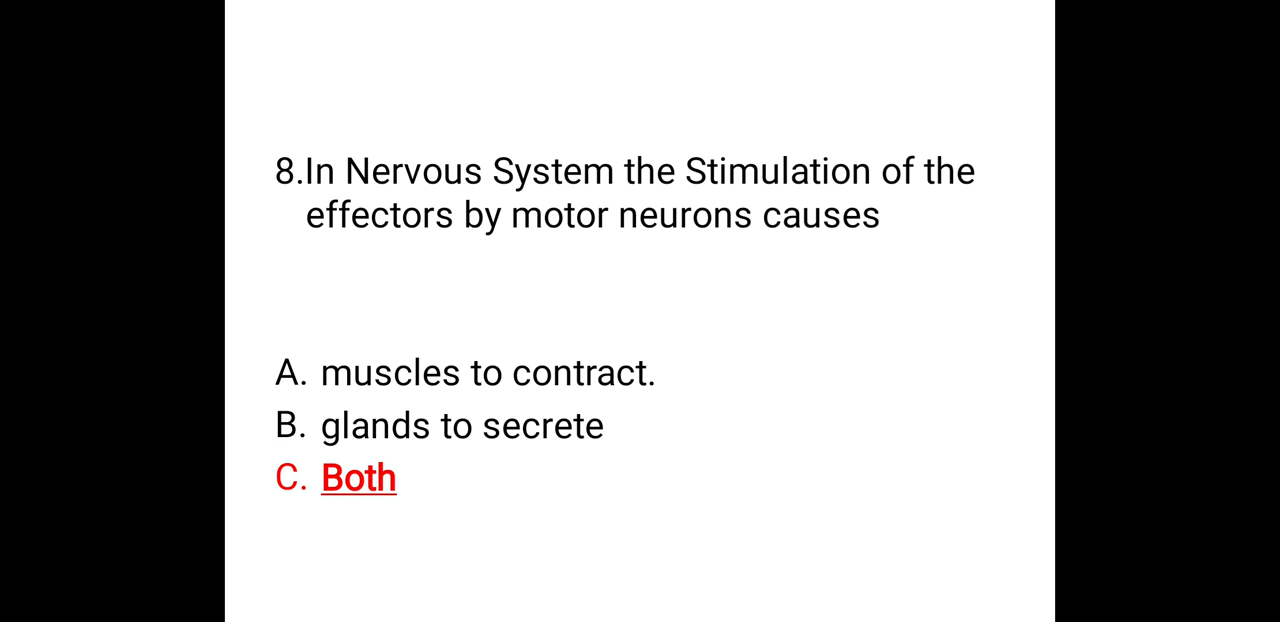 8.In Nervous System the Stimulation of the
effectors by motor neurons causes
A. muscles to contract.
B. glands to secrete
C. Both